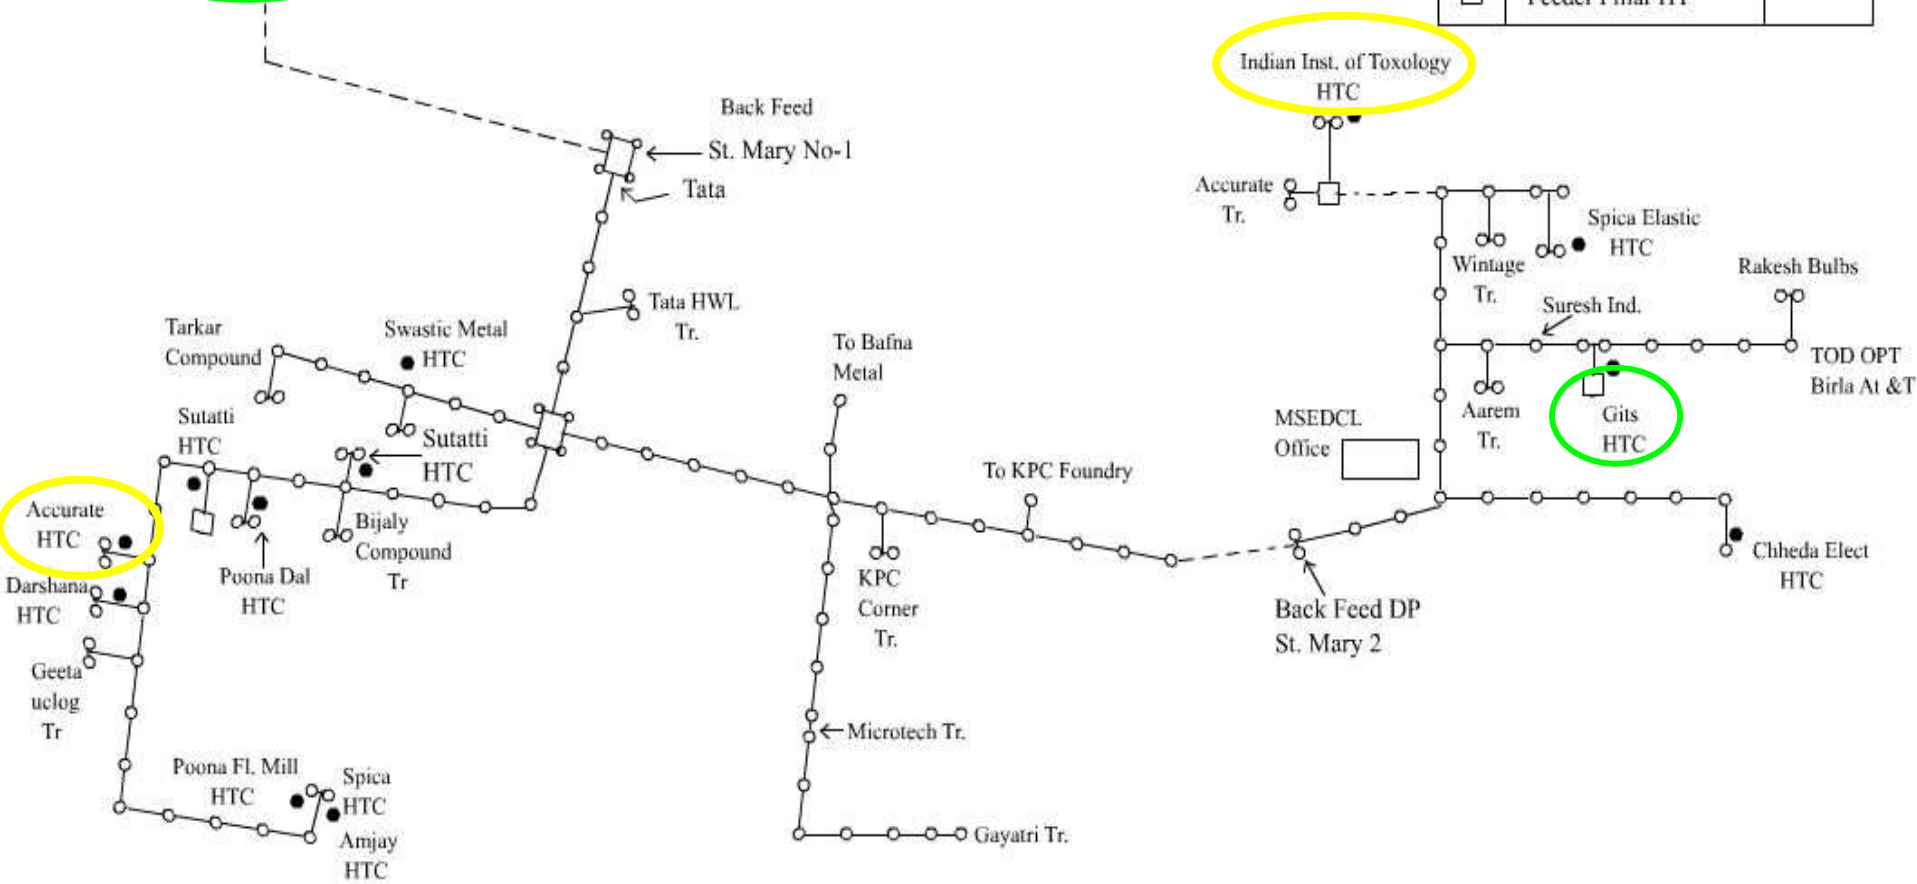 Feeder Pillar HT
Indian Inst. of Toxology
HTC
Back Feed
St. Mary No-1
Tata
Accurate
Tr.
Spica Elastic
HTC
Wintage
Tr.
Rakesh Bulbs
Suresh Ind.
Tata HWL
Tr.
Tarkar
Compound
Swastic Metal
HTC
To Bafna
Metal
TOD OPT
Birla At &T
Sutatti
HTC
Sutatti
HTC
MSEDCL
Office
Aarem
Tr.
Gits
HTC
To KPC Foundry
Accurate
HTC
Bijaly
Compound
Tr
Poona Dal
HTC
Darshana
HTC
KPC
Corner
Tr.
Chheda Elect
HTC
Back Feed DP
St. Mary 2
Geeta
uclog
Tr
Microtech Tr.
Poona Fl. Mill
HTC
Spica
HTC
Amjay
HTC
Gayatri Tr.